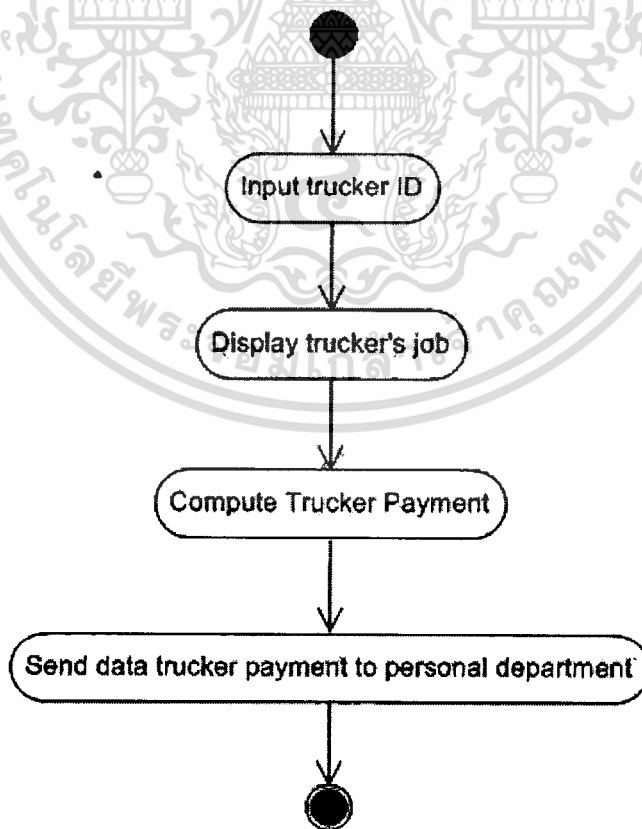 Input trucker ID
Display trucker's job
Compute Trucker Payment
Send data trucker payment to personal department